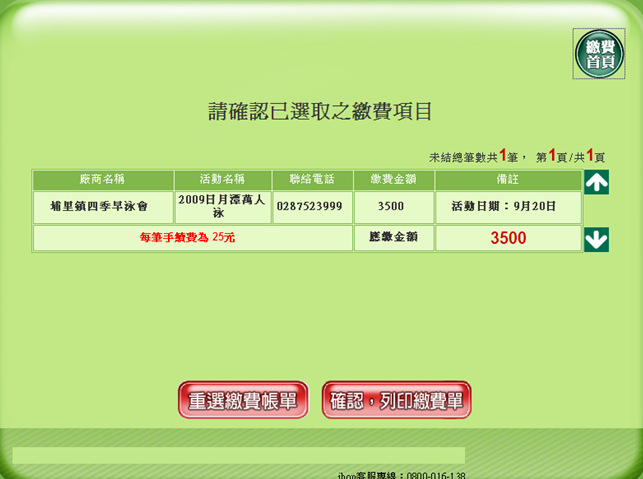 繳費
首頁
請確認已選取之繳費項目
未結總筆數共1筆， 第1頁/共1頁
廠商名稱 活動名稱 聯絡電話 繳費金額 備註
埔里鎮四季早泳會 2009日月潭萬人泳 0287523999 3500 活動日期：9月20日
每筆手續費為 25元 應繳金額 3500
重選繳費帳單 確認，列印繳費單
ibon客服專線：0800-016-138